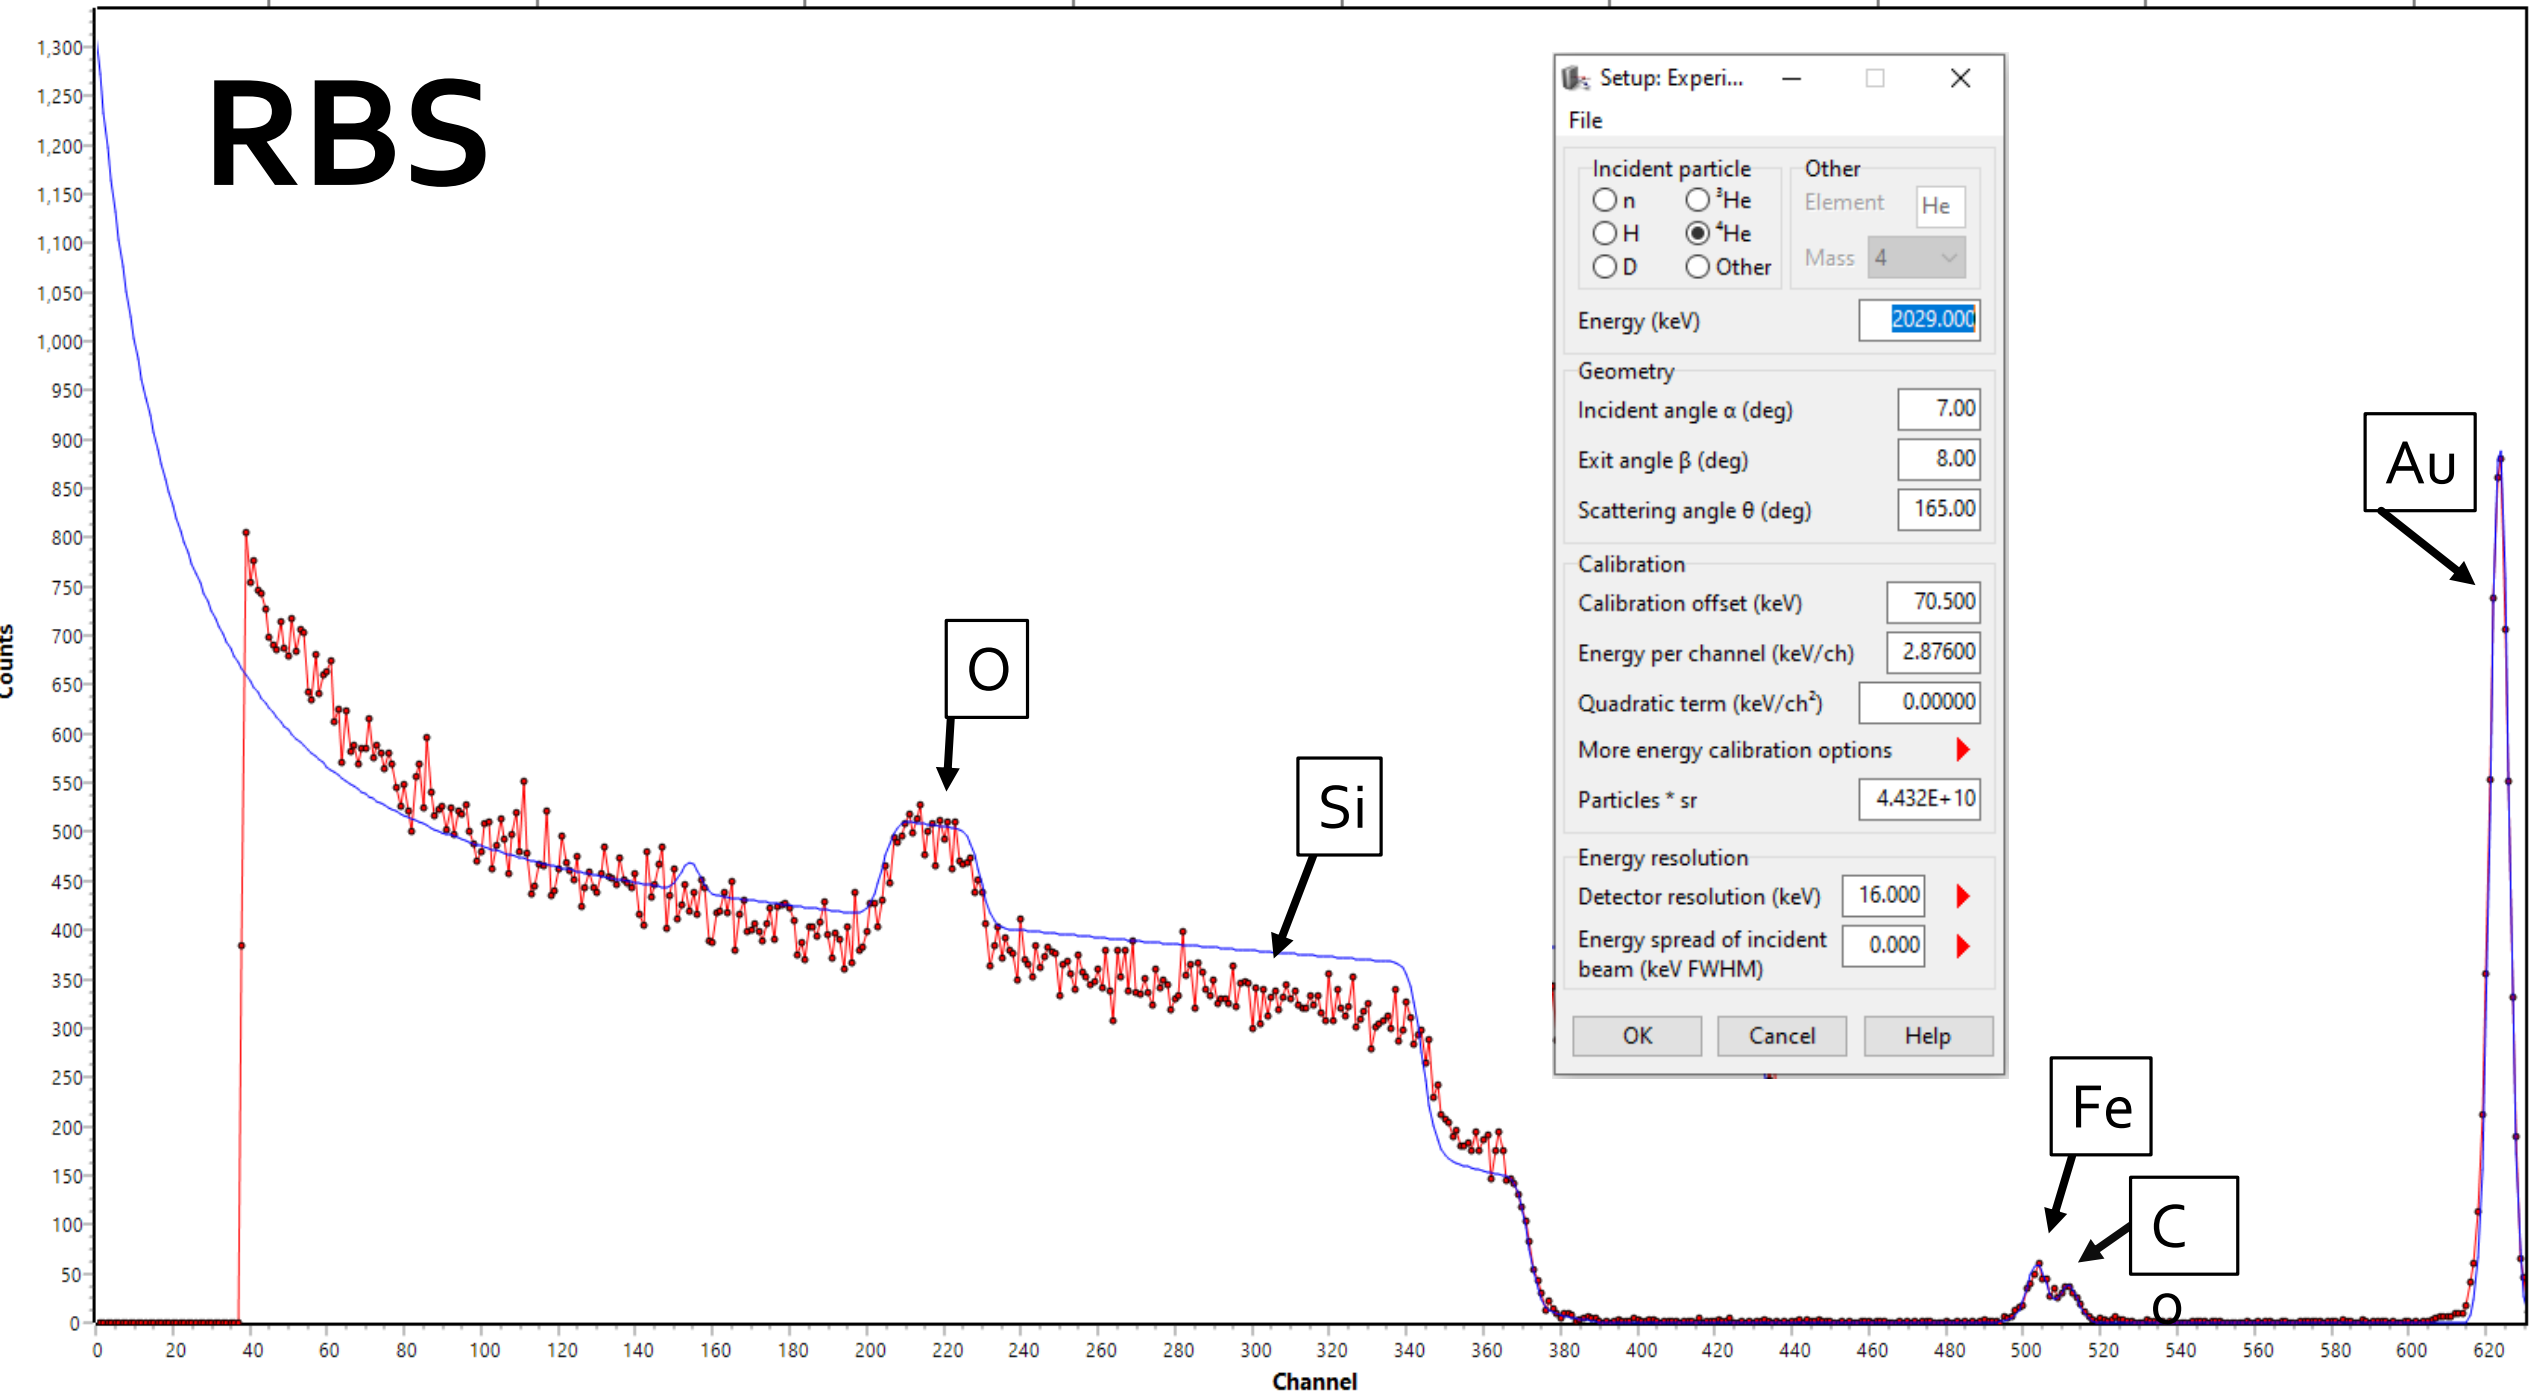 RBS
1,300
1,250
1,200
1,150
1,100
1,050
1,000
950
900
850
800
750
700
650
600
550
500
450
400
350
300
250
200
150
100
50
0
Counts
0 20 40 60 80 100 120 140 160 180 200 220 240 260 280 300 320 340 360 380 400 420 440 460 480 500 520 540 560 580 600 620
Channel
O
Si
Fe
C
o
Au
Setup: Experi...
File
Incident particle
n
³He
H
⁴He
D
Other
Other
Element He
Mass 4
Energy (keV) 2029.000
Geometry
Incident angle α (deg) 7.00
Exit angle β (deg) 8.00
Scattering angle θ (deg) 165.00
Calibration
Calibration offset (keV) 70.500
Energy per channel (keV/ch) 2.87600
Quadratic term (keV/ch²) 0.00000
More energy calibration options
Particles * sr 4.432E+10
Energy resolution
Detector resolution (keV) 16.000
Energy spread of incident
beam (keV FWHM) 0.000
OK Cancel Help